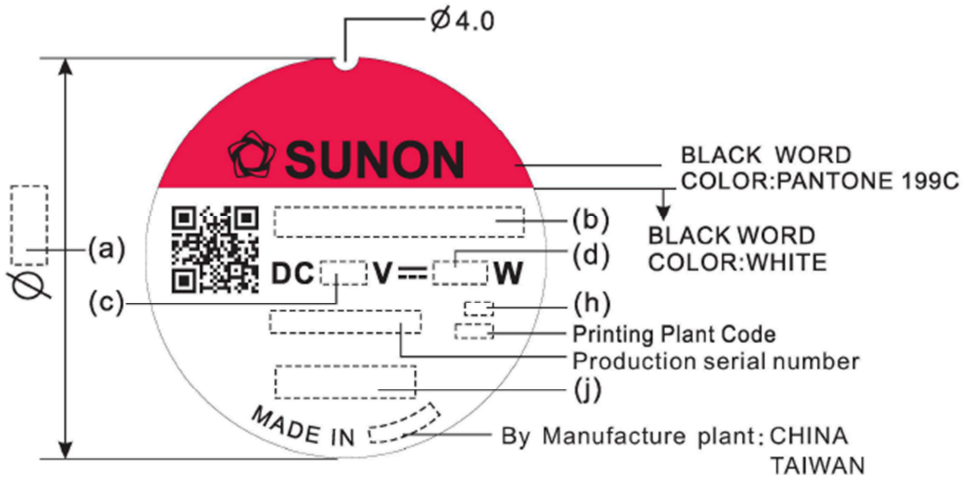 Ø4.0
SUNON
BLACK WORD
COLOR:PANTONE 199C
BLACK WORD
COLOR:WHITE
(a)
Ø
(b)
DC V⎓ W
(d)
(c)
(h)
Printing Plant Code
Production serial number
(j)
MADE IN
By Manufacture plant: CHINA
TAIWAN